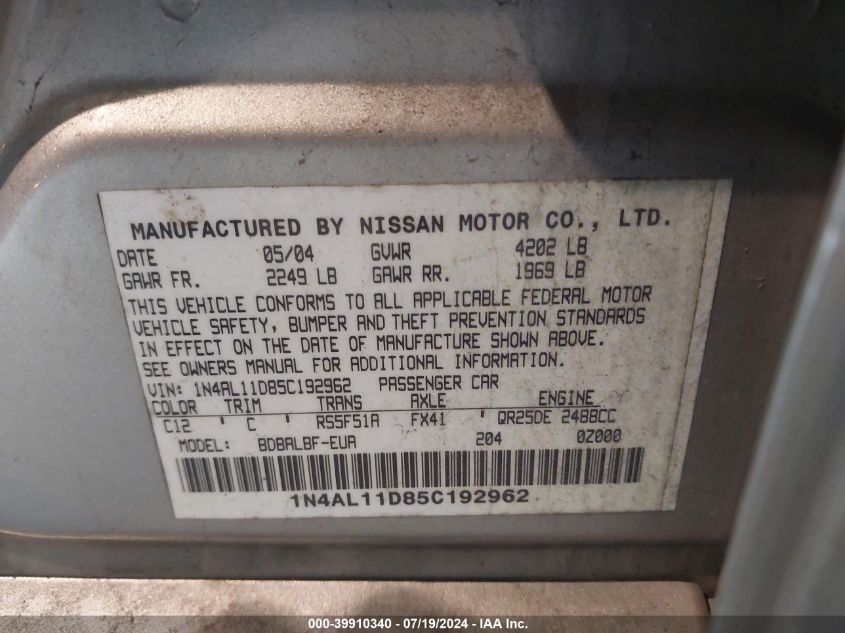 MANUFACTURED BY NISSAN MOTOR CO., LTD.
DATE 05/04 GVWR 4202 LB
GAWR FR. 2249 LB GAWR RR. 1969 LB
THIS VEHICLE CONFORMS TO ALL APPLICABLE FEDERAL MOTOR
VEHICLE SAFETY, BUMPER AND THEFT PREVENTION STANDARDS
IN EFFECT ON THE DATE OF MANUFACTURE SHOWN ABOVE.
SEE OWNERS MANUAL FOR ADDITIONAL INFORMATION.
VIN: 1N4AL11D85C192962 PASSENGER CAR
COLOR TRIM TRANS AXLE ENGINE
C12 ' C ' RS5F51A FX41 ' QR25DE 2488CC
MODEL: BDBALBF-EUA 204 0Z000
1N4AL11D85C192962
000-39910340 - 07/19/2024 - IAA Inc.